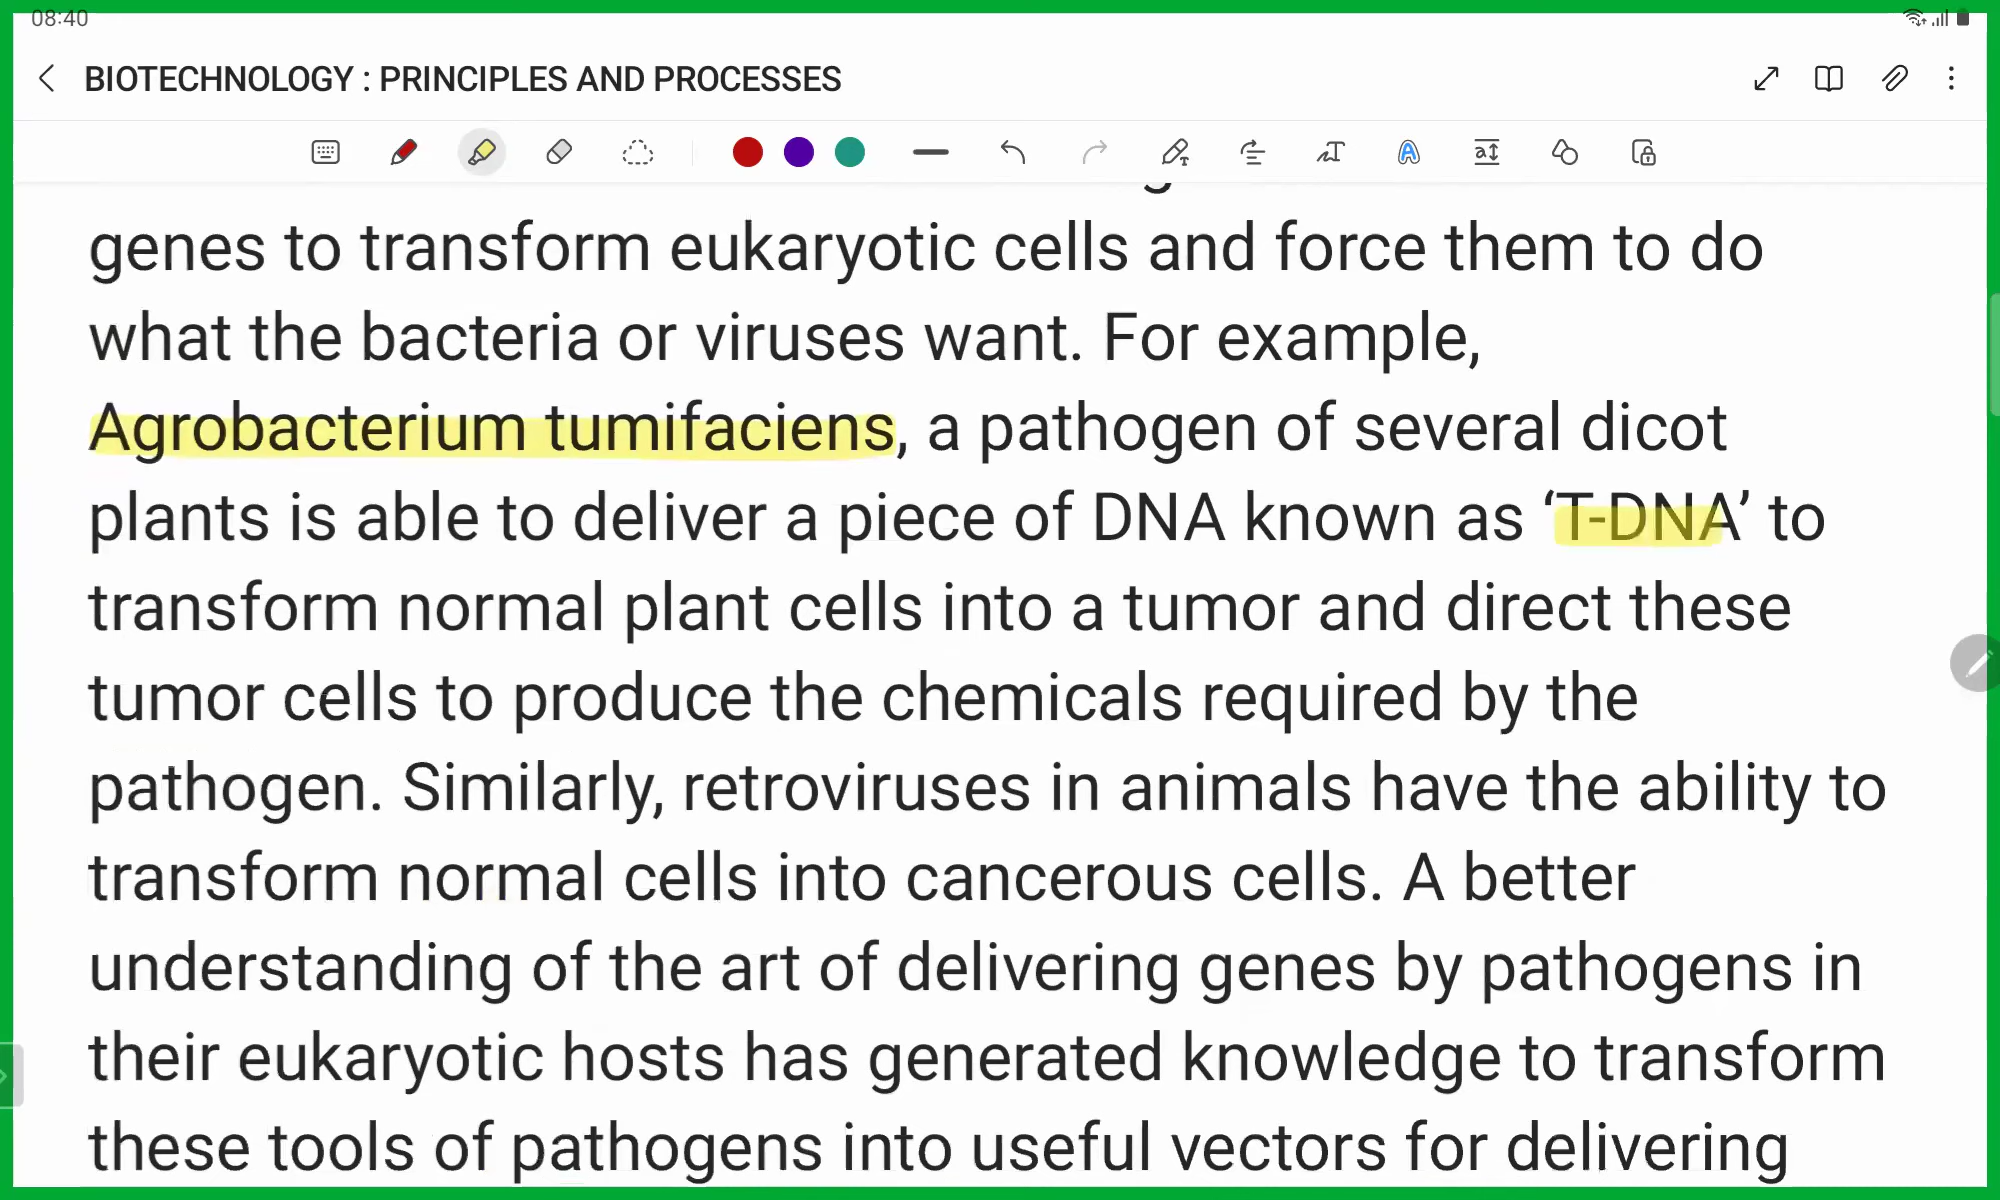 08:40
BIOTECHNOLOGY : PRINCIPLES AND PROCESSES
genes to transform eukaryotic cells and force them to do
what the bacteria or viruses want. For example,
Agrobacterium tumifaciens, a pathogen of several dicot
plants is able to deliver a piece of DNA known as ‘T-DNA’ to
transform normal plant cells into a tumor and direct these
tumor cells to produce the chemicals required by the
pathogen. Similarly, retroviruses in animals have the ability to
transform normal cells into cancerous cells. A better
understanding of the art of delivering genes by pathogens in
their eukaryotic hosts has generated knowledge to transform
these tools of pathogens into useful vectors for delivering